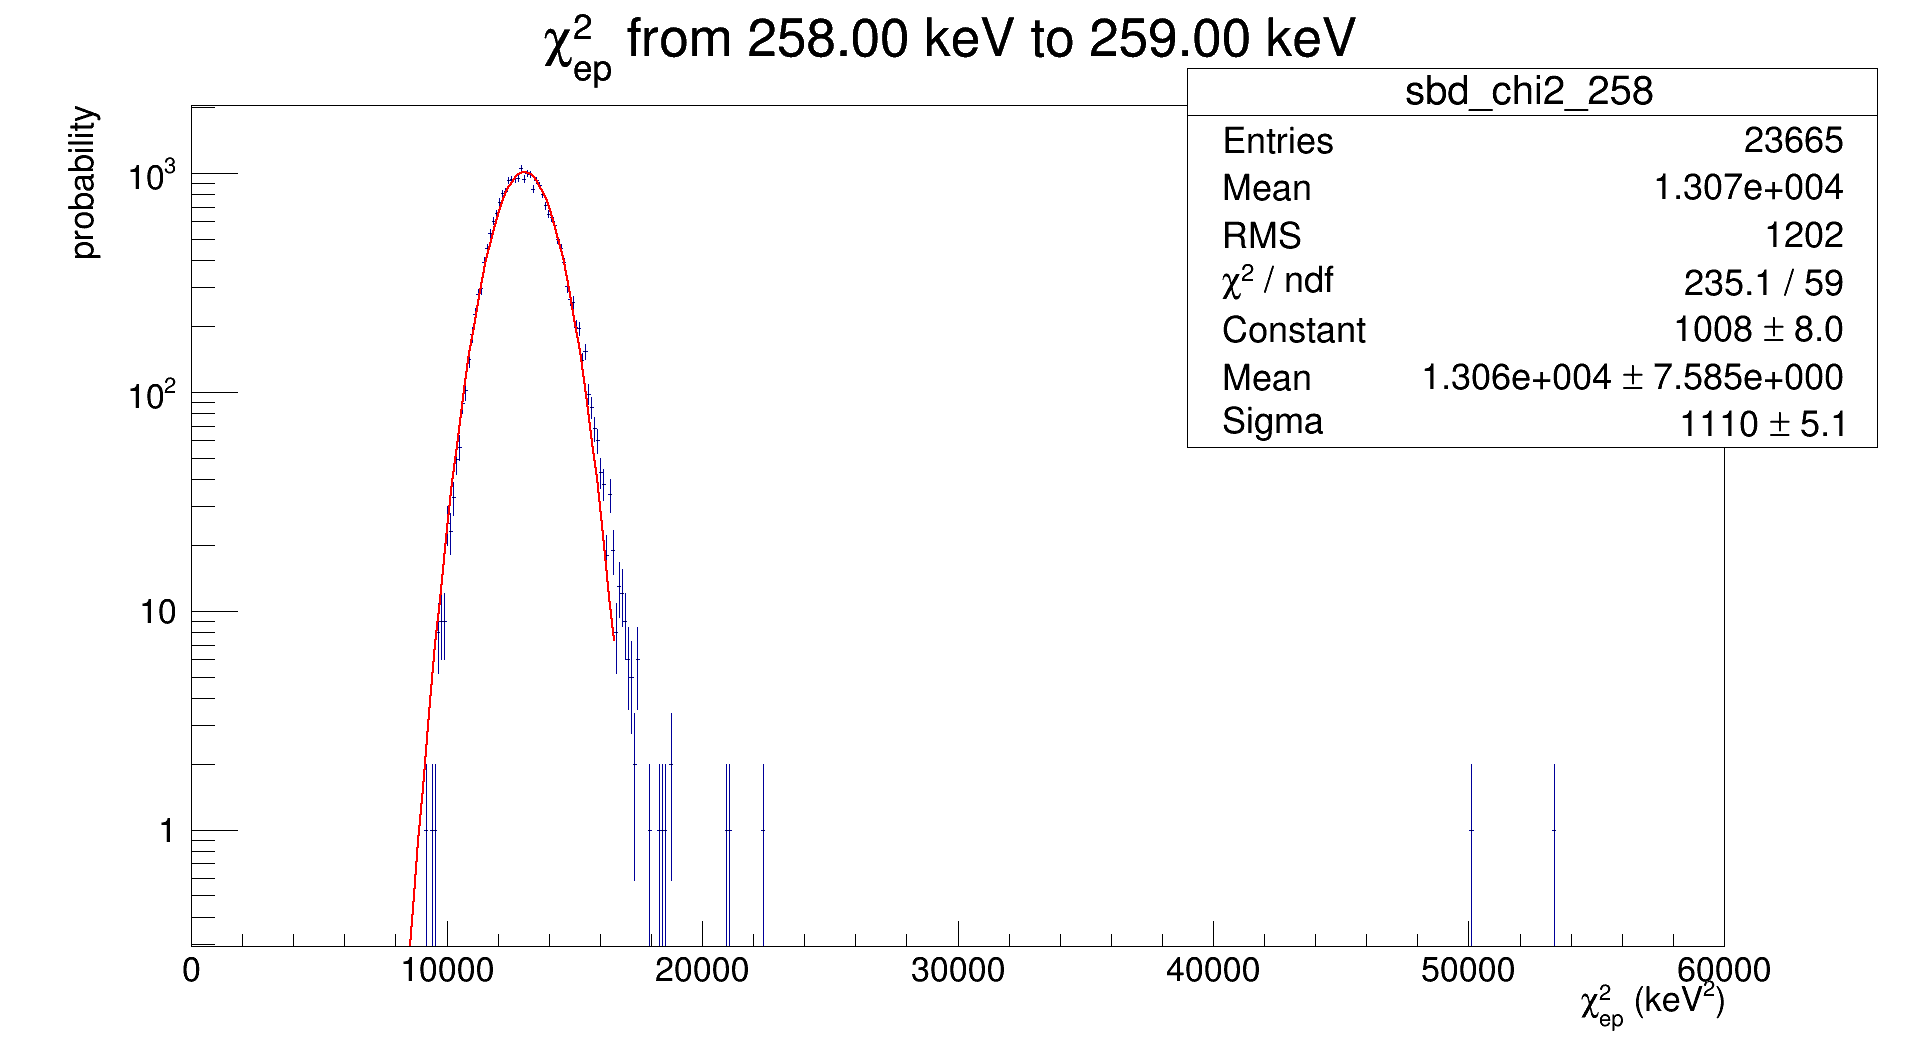 χ²ep from 258.00 keV to 259.00 keV
sbd_chi2_258
Entries 23665
Mean 1.307e+004
RMS 1202
χ² / ndf 235.1 / 59
Constant 1008 ± 8.0
Mean 1.306e+004 ± 7.585e+000
Sigma 1110 ± 5.1
probability
10³
10²
10
1
0 10000 20000 30000 40000 50000 60000
χ²ep (keV²)